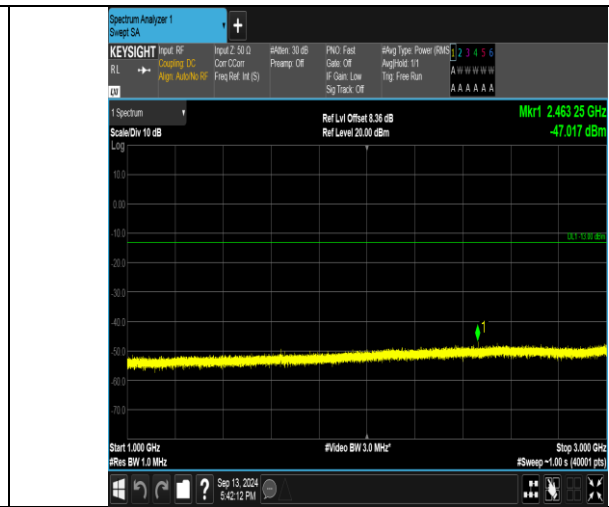 Spectrum Analyzer 1
Swept SA
+
KEYSIGHT
RL
LXI
Input: RF
Coupling: DC
Align: Auto/No RF
Input Z: 50 Ω
Corr CCorr
Freq Ref: Int (S)
#Atten: 30 dB
Preamp: Off
PNO: Fast
Gate: Off
IF Gain: Low
Sig Track: Off
#Avg Type: Power (RMS
Avg|Hold: 1/1
Trig: Free Run
1 2 3 4 5 6
A W W W W W
A A A A A A
1 Spectrum
Scale/Div 10 dB
Log
Ref Lvl Offset 8.36 dB
Ref Level 20.00 dBm
Mkr1 2.463 25 GHz
-47.017 dBm
10.0
0.00
-10.0
DL1 -13.00 dBm
-20.0
-30.0
-40.0
1
-50.0
-60.0
-70.0
Start 1.000 GHz
#Res BW 1.0 MHz
#Video BW 3.0 MHz*
Stop 3.000 GHz
#Sweep ~1.00 s (40001 pts)
?
Sep 13, 2024
5:42:12 PM